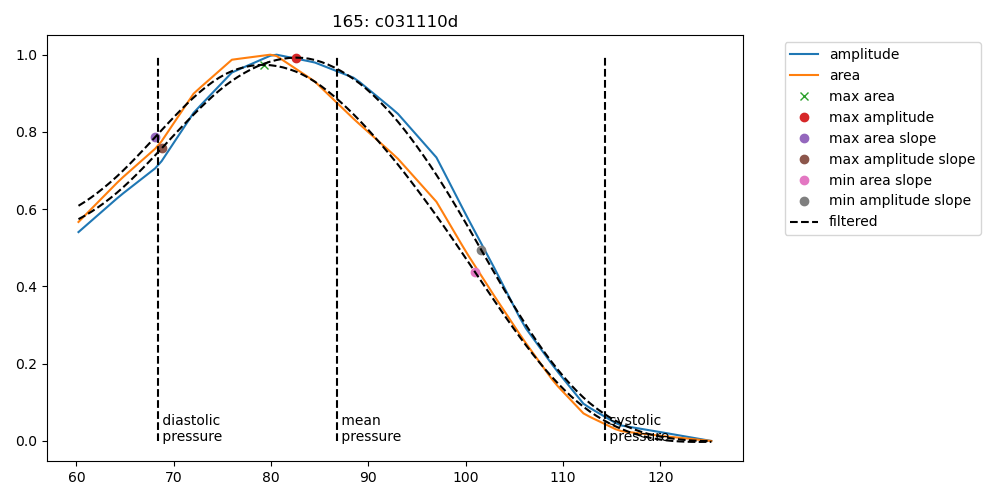 165: c031110d
1.0
0.8
0.6
0.4
0.2
0.0
60 70 80 90 100 110 120
diastolic
pressure
mean
pressure
systolic
pressure
amplitude
area
max area
max amplitude
max area slope
max amplitude slope
min area slope
min amplitude slope
filtered